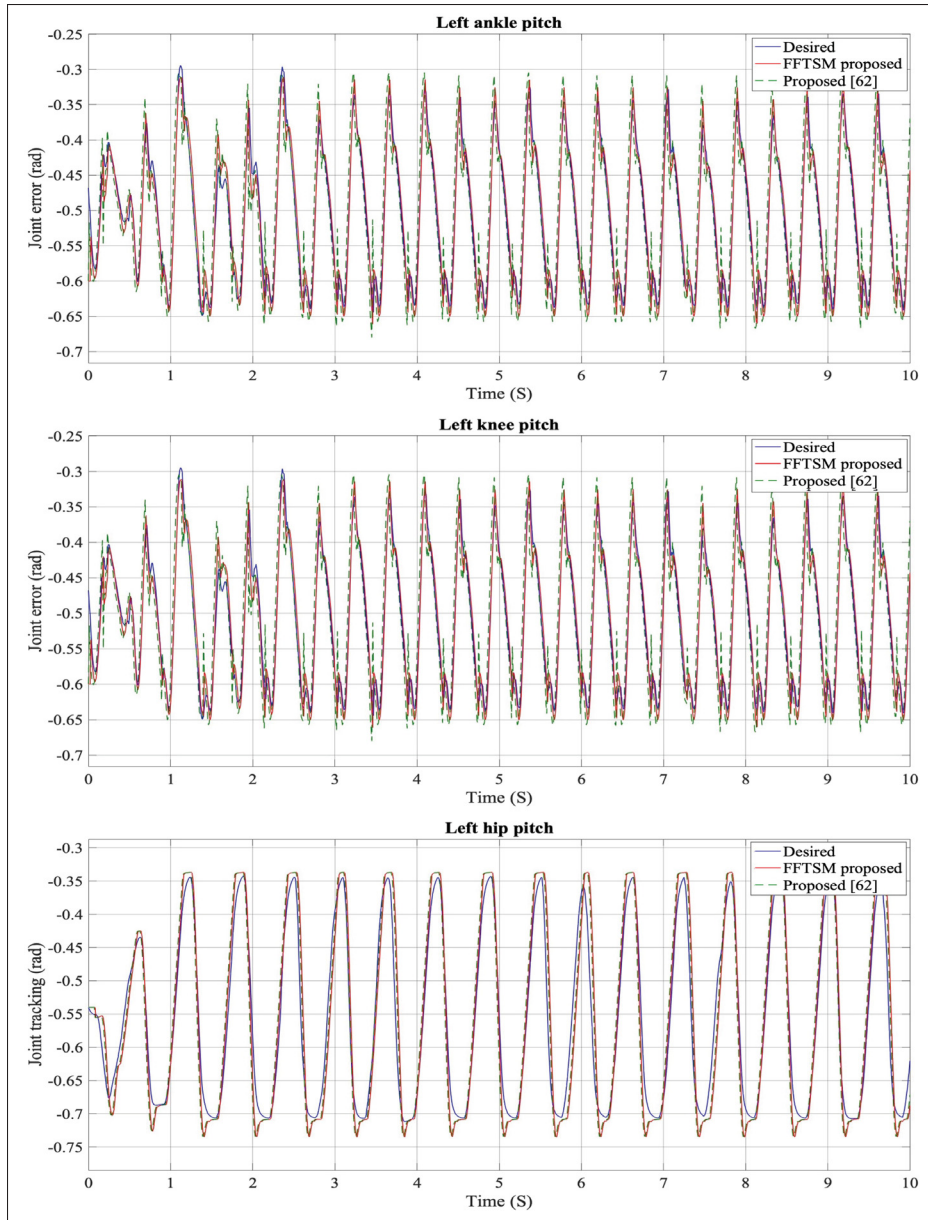 Left ankle pitch
-0.25
-0.3
-0.35
-0.4
-0.45
-0.5
-0.55
-0.6
-0.65
-0.7
Joint error (rad)
Desired
FFTSM proposed
Proposed [62]
0 1 2 3 4 5 6 7 8 9 10
Time (S)
Left knee pitch
-0.25
-0.3
-0.35
-0.4
-0.45
-0.5
-0.55
-0.6
-0.65
-0.7
Joint error (rad)
Desired
FFTSM proposed
Proposed [62]
0 1 2 3 4 5 6 7 8 9 10
Time (S)
Left hip pitch
-0.3
-0.35
-0.4
-0.45
-0.5
-0.55
-0.6
-0.65
-0.7
-0.75
Joint tracking (rad)
Desired
FFTSM proposed
Proposed [62]
0 1 2 3 4 5 6 7 8 9 10
Time (S)